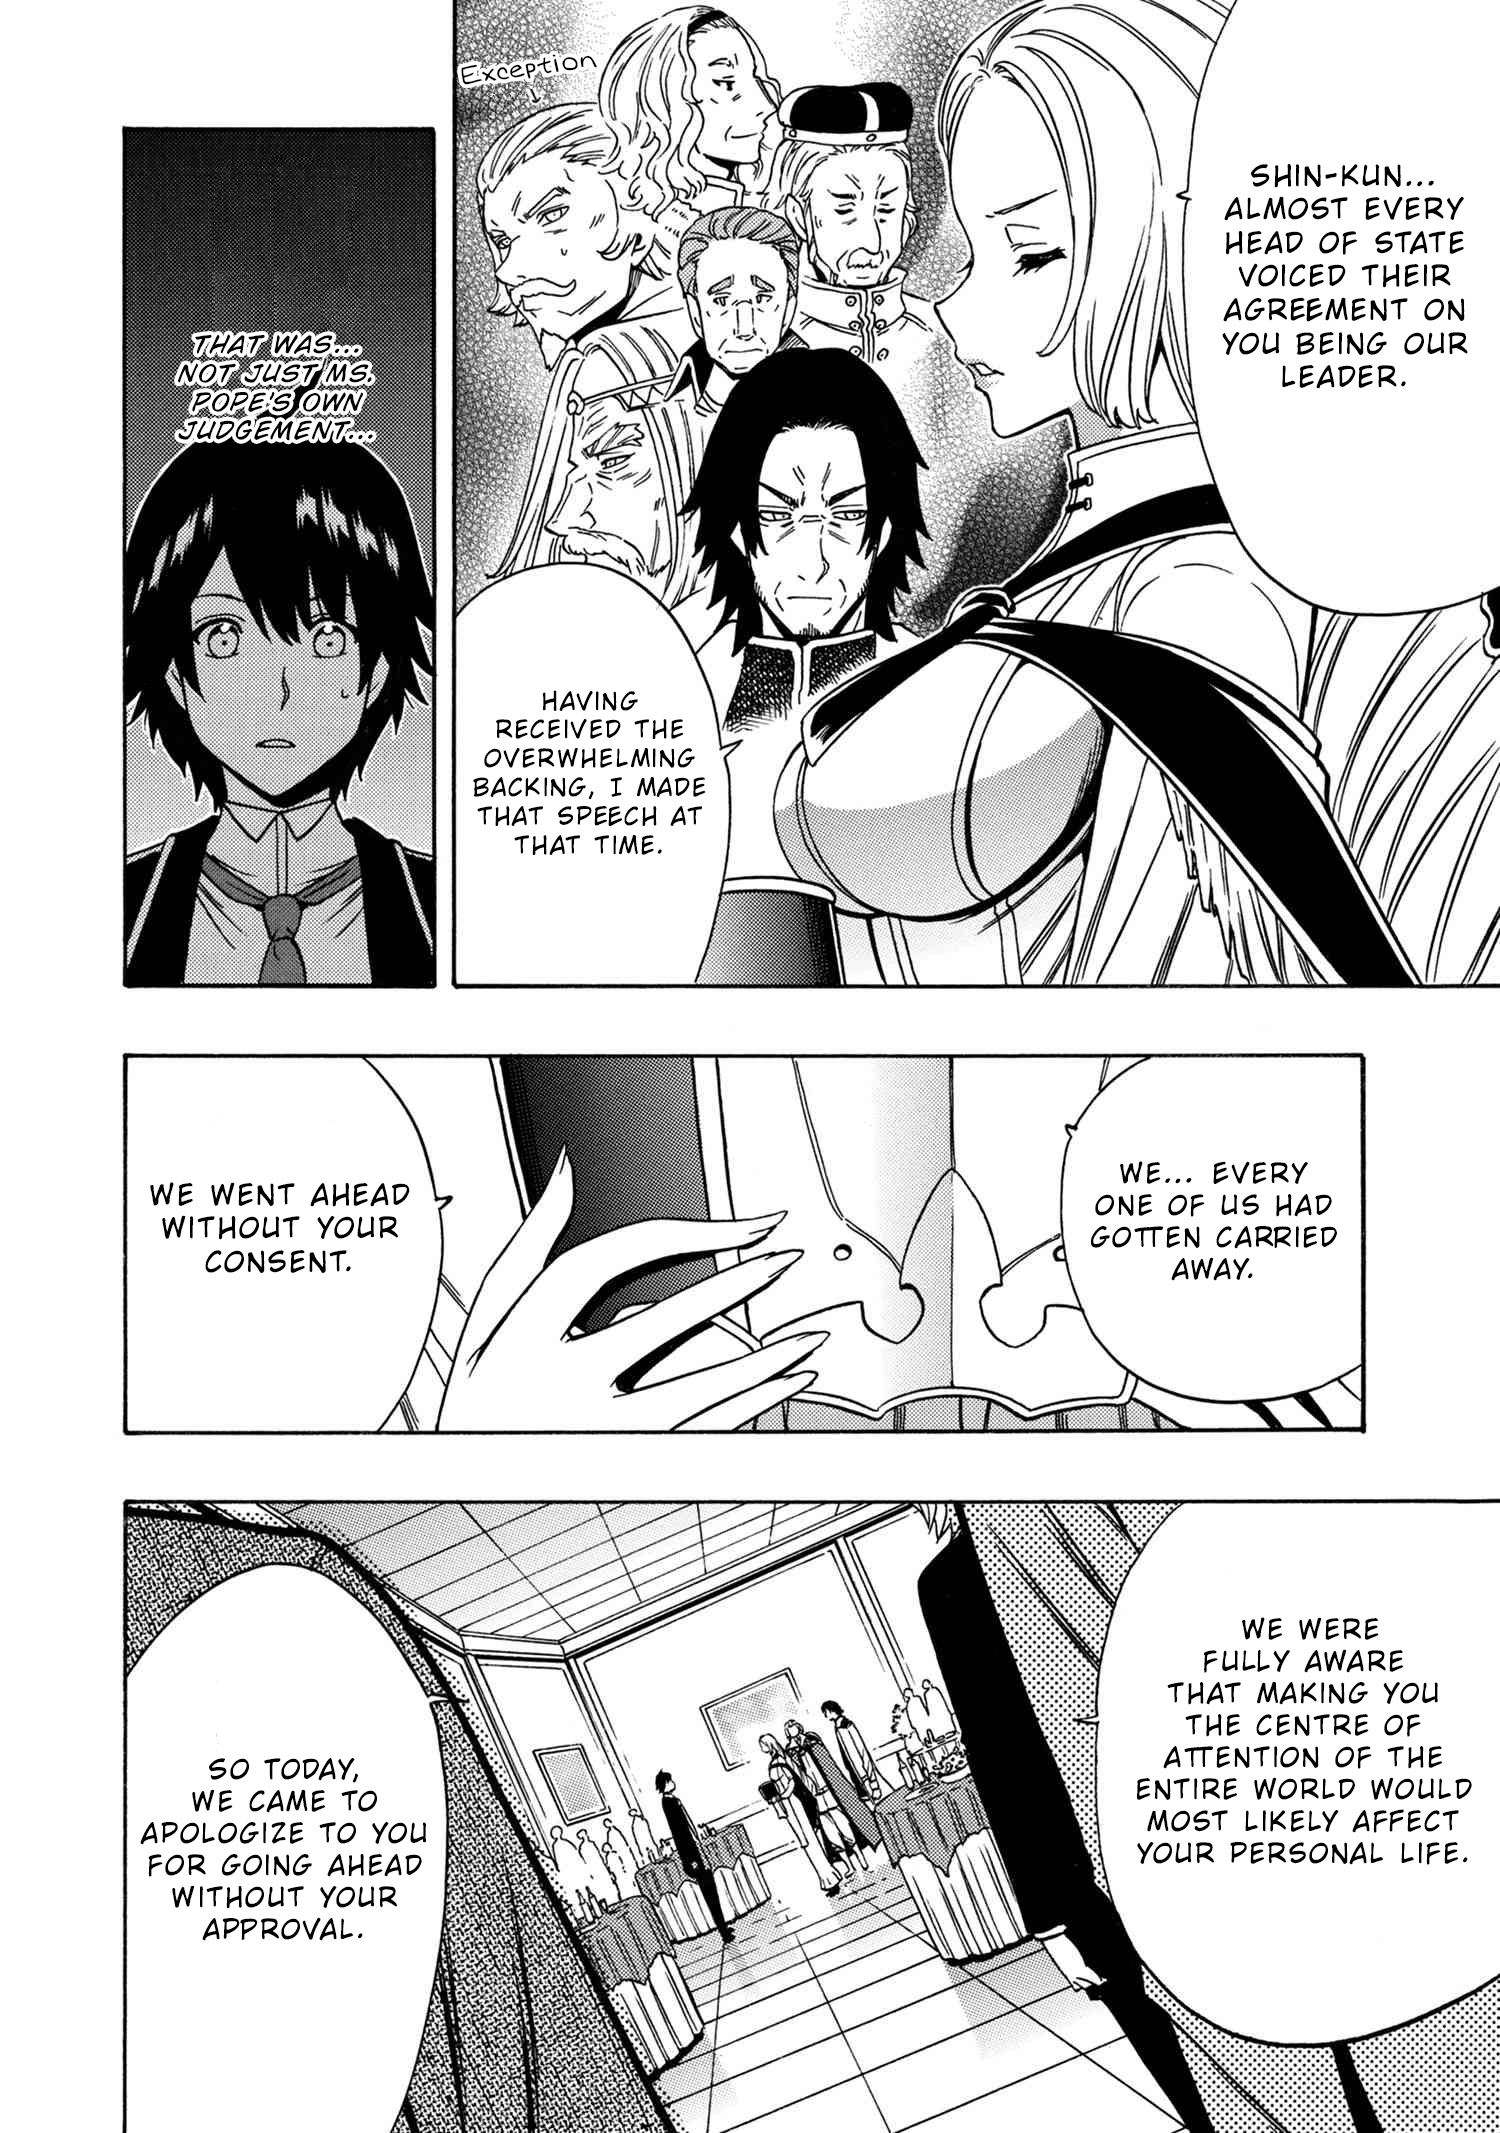 SHIN-KUN...
ALMOST EVERY
HEAD OF STATE
VOICED THEIR
AGREEMENT ON
YOU BEING OUR
LEADER.
Exception
↓
HAVING
RECEIVED THE
OVERWHELMING
BACKING, I MADE
THAT SPEECH AT
THAT TIME.
THAT WAS...
NOT JUST MS.
POPE'S OWN
JUDGEMENT...
WE... EVERY
ONE OF US HAD
GOTTEN CARRIED
AWAY.
WE WENT AHEAD
WITHOUT YOUR
CONSENT.
WE WERE
FULLY AWARE
THAT MAKING YOU
THE CENTRE OF
ATTENTION OF THE
ENTIRE WORLD WOULD
MOST LIKELY AFFECT
YOUR PERSONAL LIFE.
SO TODAY,
WE CAME TO
APOLOGIZE TO YOU
FOR GOING AHEAD
WITHOUT YOUR
APPROVAL.